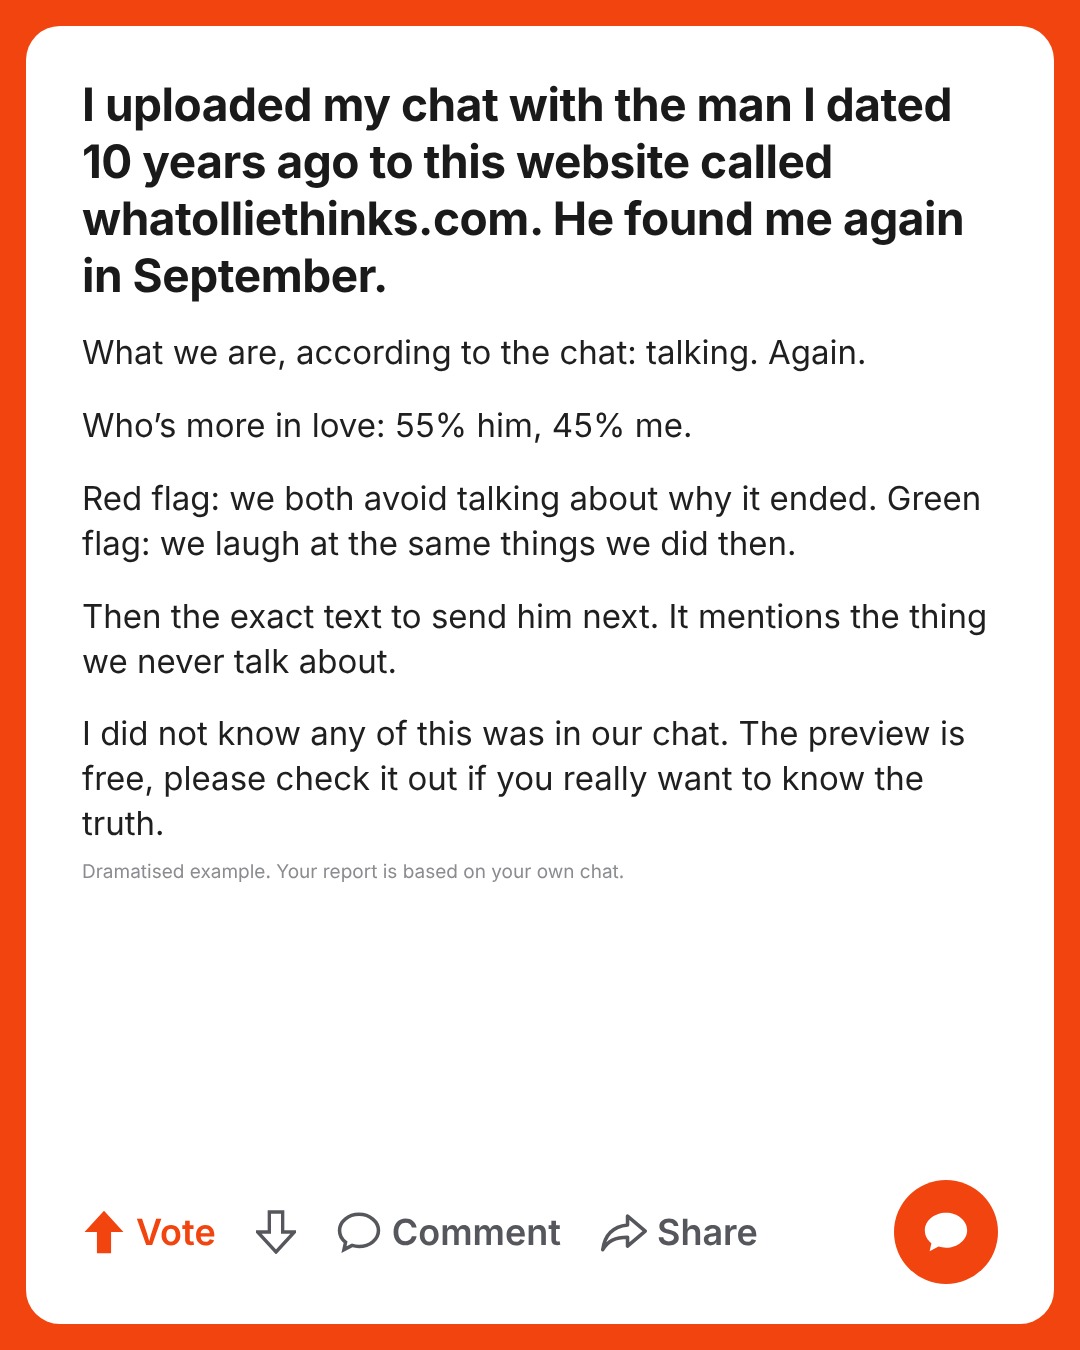 I uploaded my chat with the man I dated
10 years ago to this website called
whatolliethinks.com. He found me again
in September.
What we are, according to the chat: talking. Again.
Who’s more in love: 55% him, 45% me.
Red flag: we both avoid talking about why it ended. Green
flag: we laugh at the same things we did then.
Then the exact text to send him next. It mentions the thing
we never talk about.
I did not know any of this was in our chat. The preview is
free, please check it out if you really want to know the
truth.
Dramatised example. Your report is based on your own chat.
Vote Comment Share